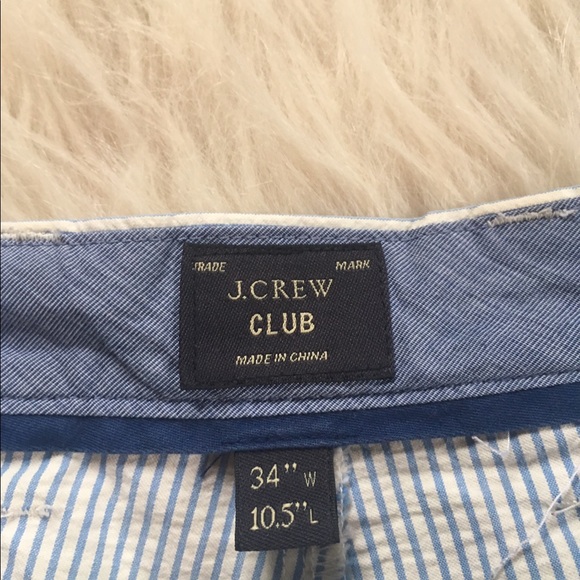 TRADE MARK
J.CREW
CLUB
MADE IN CHINA
34" W
10.5" L